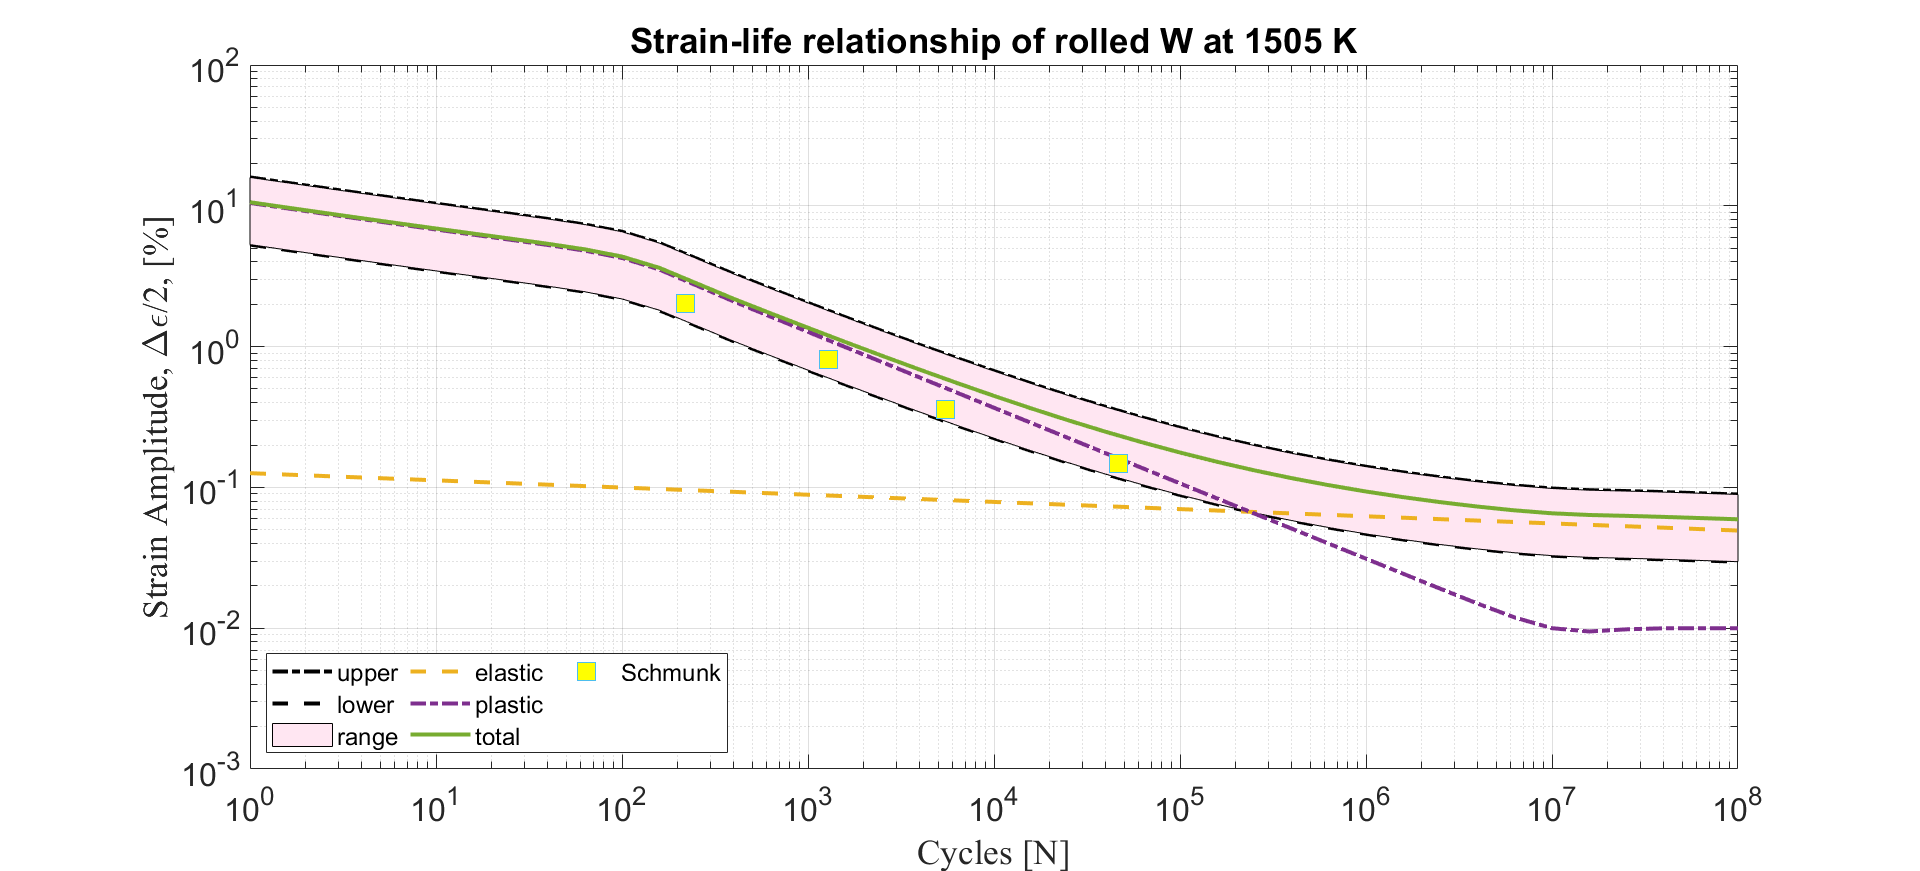 Strain-life relationship of rolled W at 1505 K
Strain Amplitude, Δϵ/2, [%]
10^2
10^1
10^0
10^-1
10^-2
10^-3
upper elastic Schmunk
lower plastic
range total
10^0 10^1 10^2 10^3 10^4 10^5 10^6 10^7 10^8
Cycles [N]